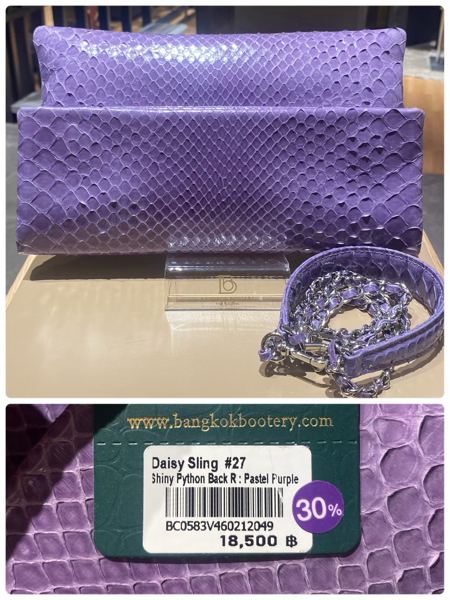 www.bangkokbootery.com
Daisy Sling #27
Shiny Python Back R : Pastel Purple
30%
BC0583V460212049
18,500 ฿